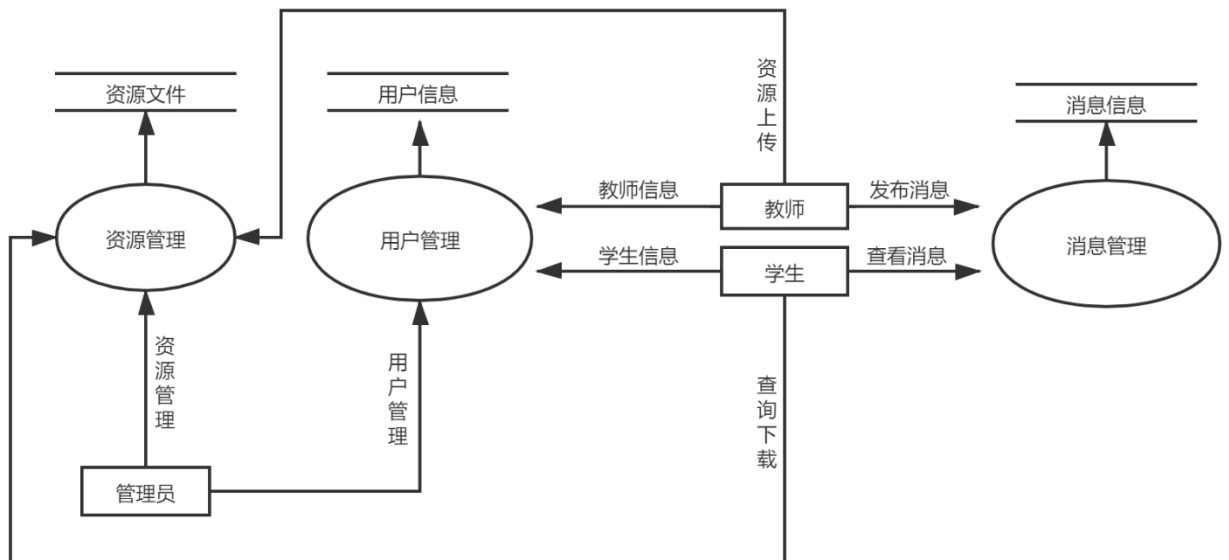 资源上传
资源文件
用户信息
消息信息
教师信息
教师
发布消息
资源管理
用户管理
学生信息
学生
查看消息
消息管理
资源管理
用户管理
查询下载
管理员